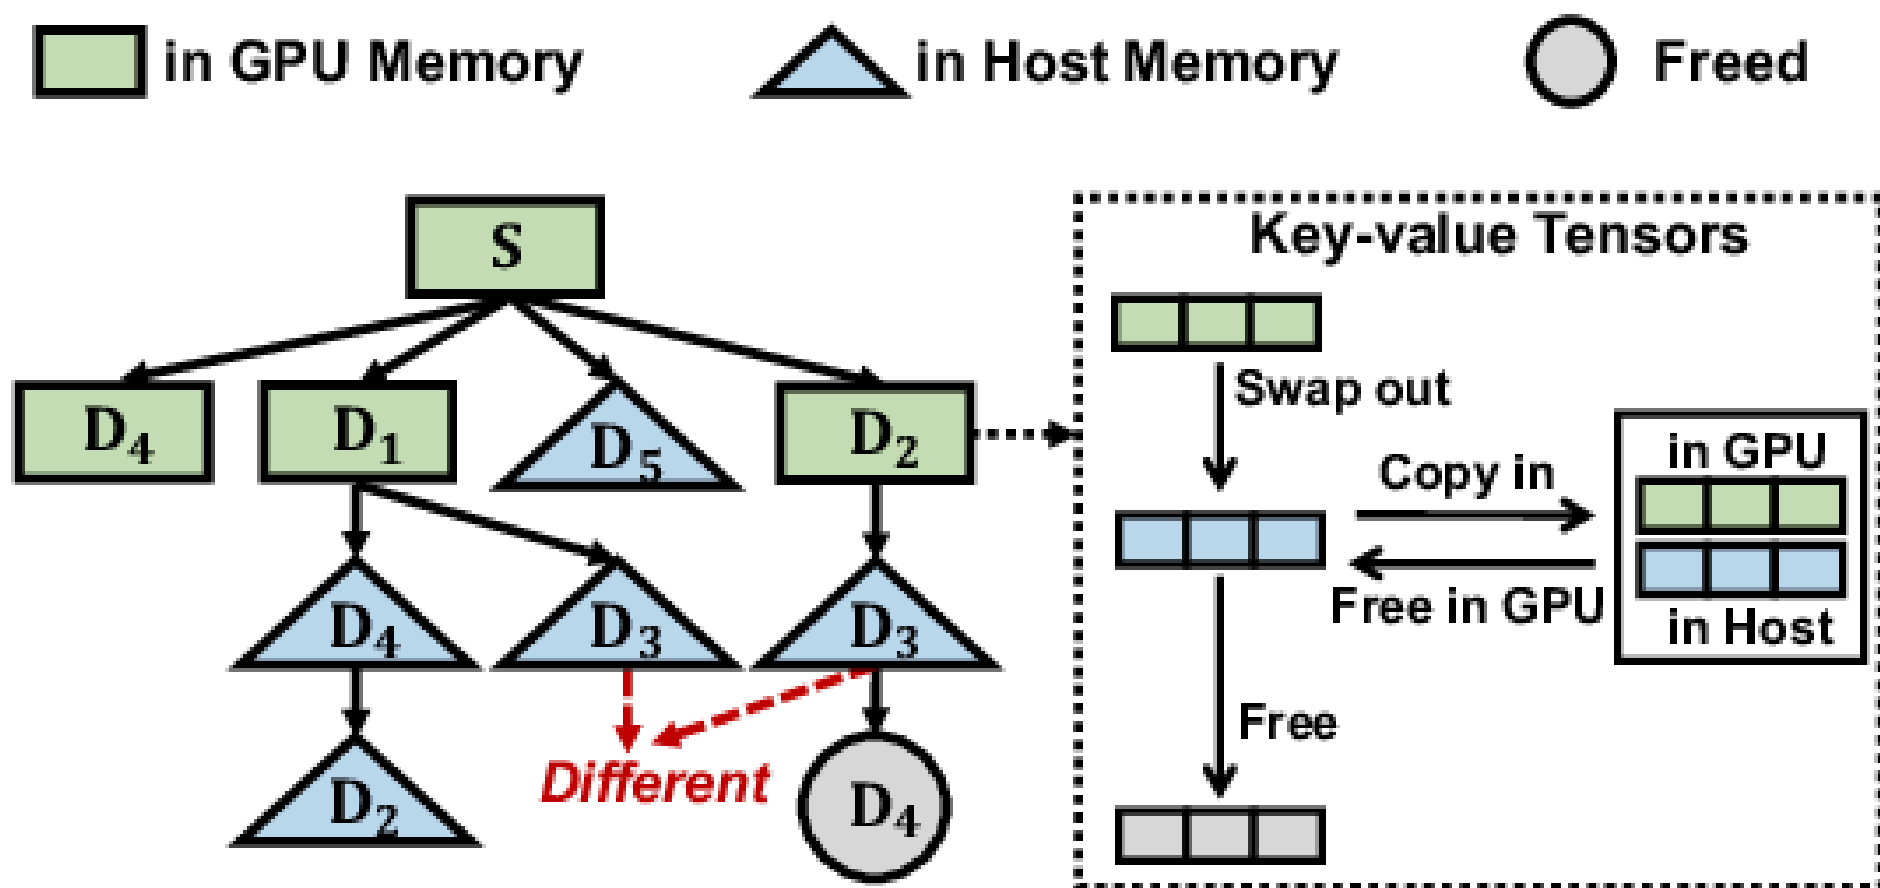 in GPU Memory
in Host Memory
Freed
S
D₄
D₁
D₅
D₂
D₄
D₃
D₃
D₂
Different
D₄
Key-value Tensors
Swap out
Copy in
Free in GPU
in GPU
in Host
Free